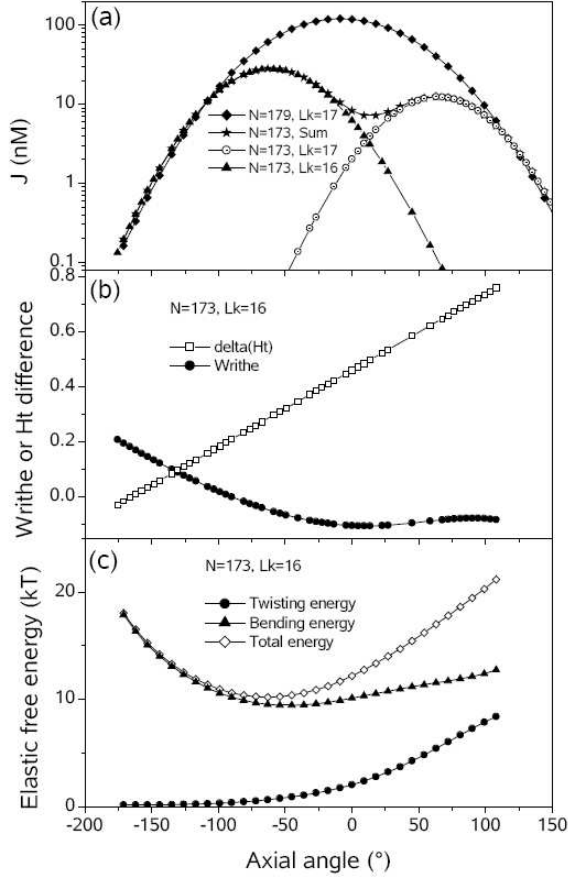 (a)
100
10
1
0.1
J (nM)
N=179, Lk=17
N=173, Sum
N=173, Lk=17
N=173, Lk=16
(b)
0.8
0.6
0.4
0.2
0.0
Writhe or Ht difference
N=173, Lk=16
delta(Ht)
Writhe
(c)
20
10
0
Elastic free energy (kT)
N=173, Lk=16
Twisting energy
Bending energy
Total energy
-200 -150 -100 -50 0 50 100 150
Axial angle (°)